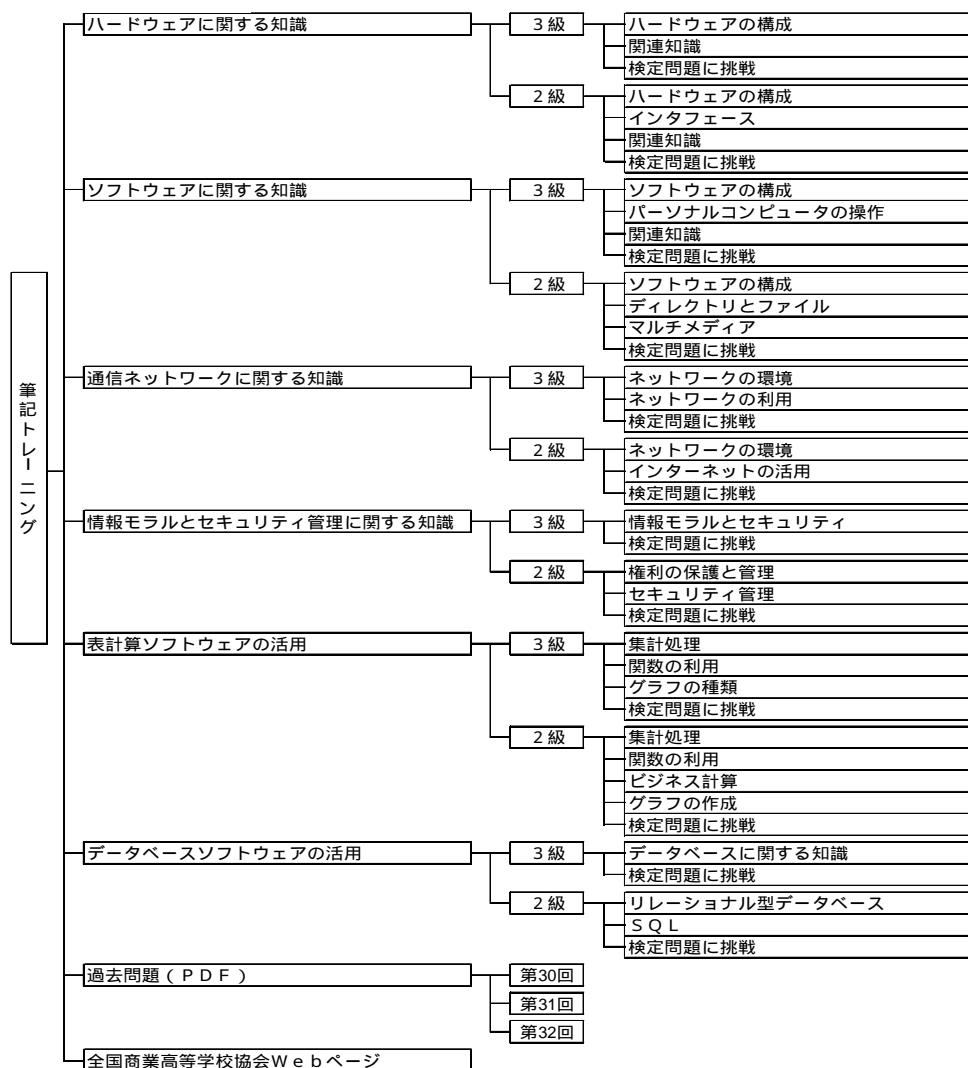 筆記トレーニング
ハードウェアに関する知識
3級
ハードウェアの構成
関連知識
検定問題に挑戦
2級
ハードウェアの構成
インタフェース
関連知識
検定問題に挑戦
ソフトウェアに関する知識
3級
ソフトウェアの構成
パーソナルコンピュータの操作
関連知識
検定問題に挑戦
2級
ソフトウェアの構成
ディレクトリとファイル
マルチメディア
検定問題に挑戦
通信ネットワークに関する知識
3級
ネットワークの環境
ネットワークの利用
検定問題に挑戦
2級
ネットワークの環境
インターネットの活用
検定問題に挑戦
情報モラルとセキュリティ管理に関する知識
3級
情報モラルとセキュリティ
検定問題に挑戦
2級
権利の保護と管理
セキュリティ管理
検定問題に挑戦
表計算ソフトウェアの活用
3級
集計処理
関数の利用
グラフの種類
検定問題に挑戦
2級
集計処理
関数の利用
ビジネス計算
グラフの作成
検定問題に挑戦
データベースソフトウェアの活用
3級
データベースに関する知識
検定問題に挑戦
2級
リレーショナル型データベース
SQL
検定問題に挑戦
過去問題(PDF)
第30回
第31回
第32回
全国商業高等学校協会Webページ